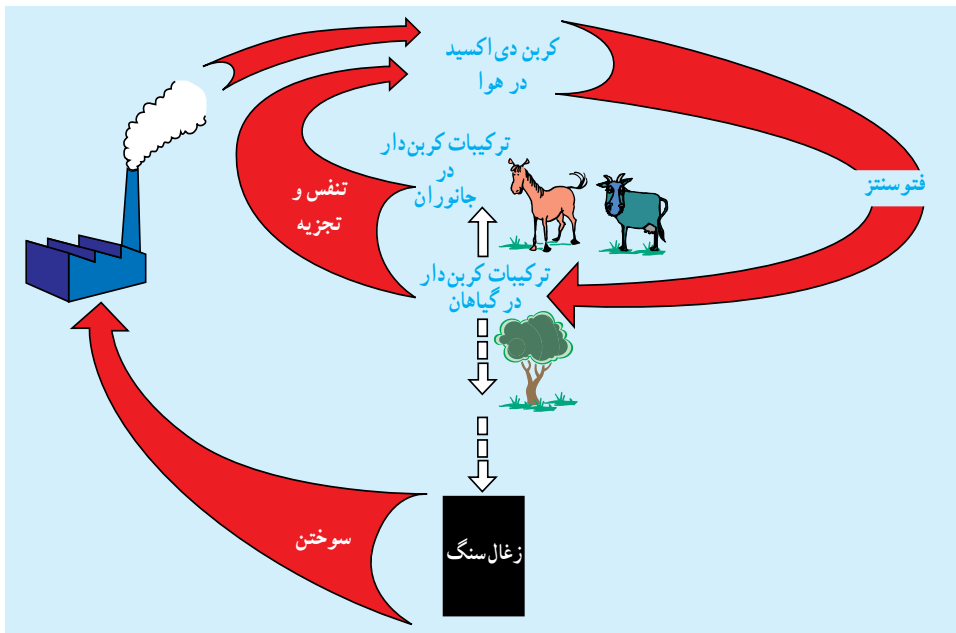 کربن دی‌اکسید
در هوا
ترکیبات کربن‌دار
در
جانوران
فتوسنتز
تنفس و
تجزیه
ترکیبات کربن‌دار
در گیاهان
سوختن
زغال‌سنگ